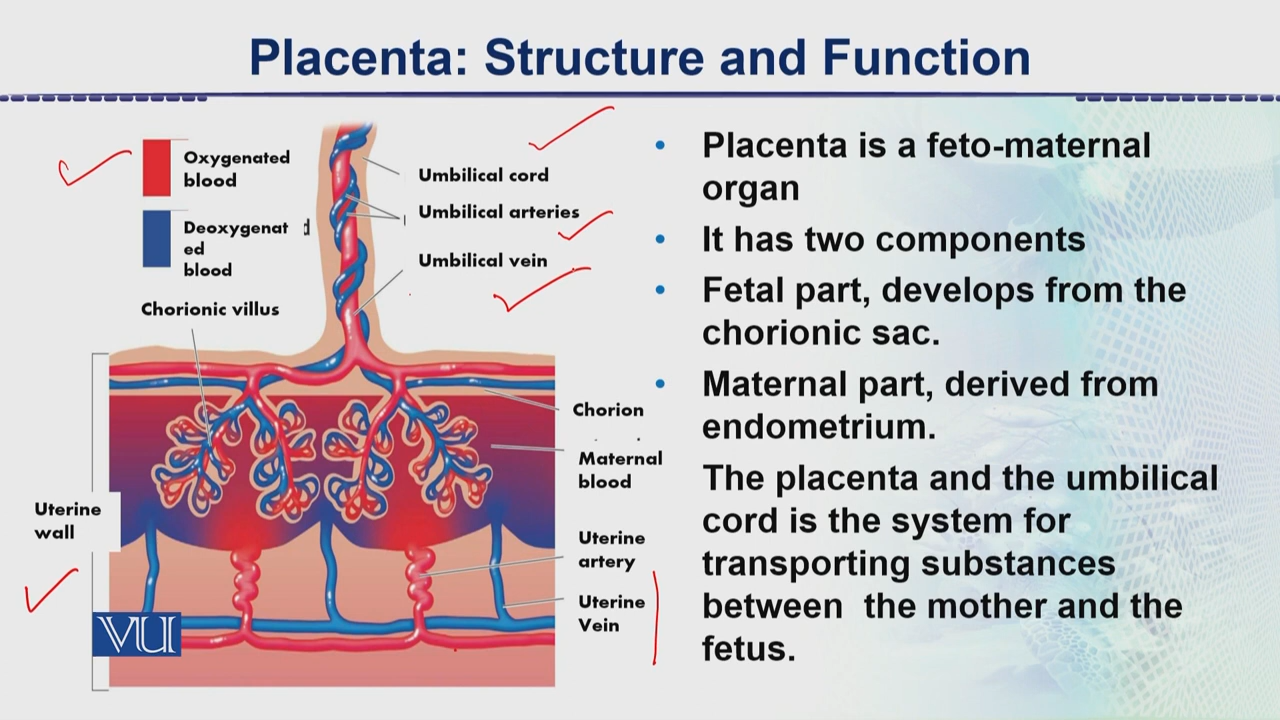 Placenta: Structure and Function
Oxygenated
blood
Deoxygenat
ed
blood
d
Chorionic villus
Umbilical cord
Umbilical arteries
Umbilical vein
Chorion
Maternal
blood
Uterine
artery
Uterine
Vein
Uterine
wall
VU
• Placenta is a feto-maternal
organ
• It has two components
• Fetal part, develops from the
chorionic sac.
• Maternal part, derived from
endometrium.
The placenta and the umbilical
cord is the system for
transporting substances
between the mother and the
fetus.